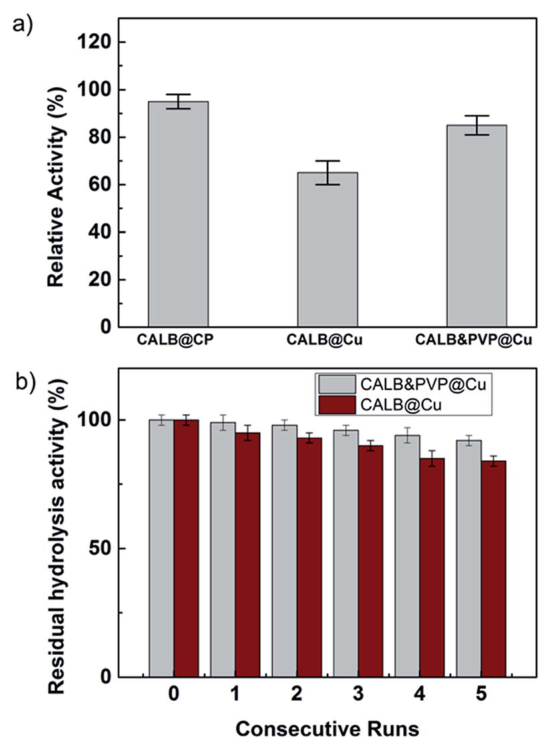 a)
Relative Activity (%)
120
100
80
60
40
20
0
CALB@CP CALB@Cu CALB&PVP@Cu
b)
Residual hydrolysis activity (%)
CALB&PVP@Cu
CALB@Cu
100
50
0
0 1 2 3 4 5
Consecutive Runs